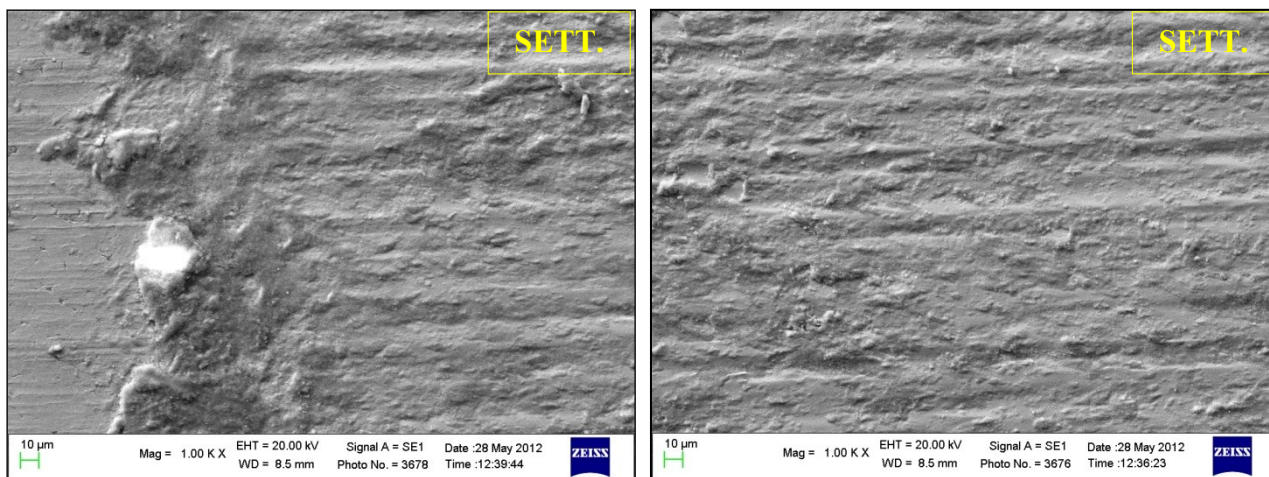 SETT.
10 µm
Mag = 1.00 K X
EHT = 20.00 kV
WD = 8.5 mm
Signal A = SE1
Photo No. = 3678
Date :28 May 2012
Time :12:39:44
ZEISS
SETT.
10 µm
Mag = 1.00 K X
EHT = 20.00 kV
WD = 8.5 mm
Signal A = SE1
Photo No. = 3676
Date :28 May 2012
Time :12:36:23
ZEISS